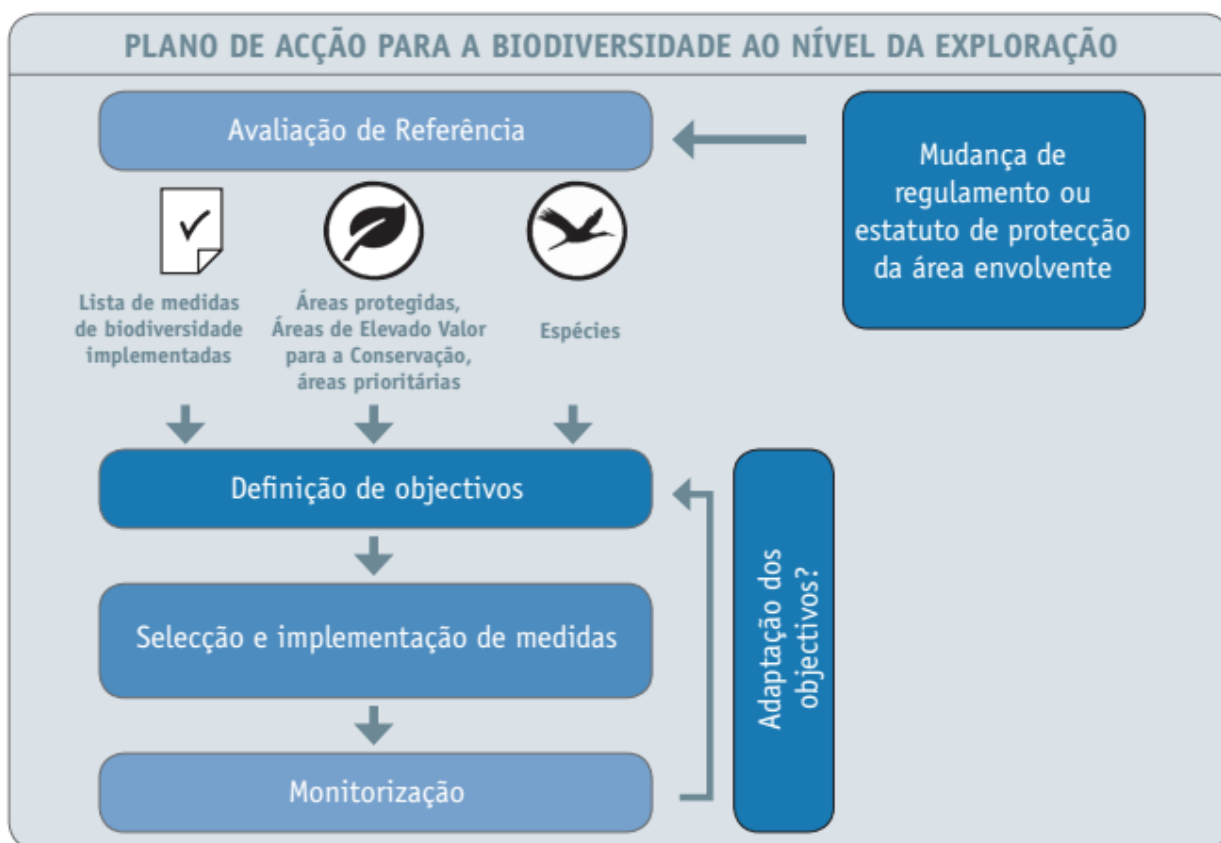 PLANO DE ACÇÃO PARA A BIODIVERSIDADE AO NÍVEL DA EXPLORAÇÃO
Avaliação de Referência
Mudança de
regulamento ou
estatuto de protecção
da área envolvente
Lista de medidas
de biodiversidade
implementadas
Áreas protegidas,
Áreas de Elevado Valor
para a Conservação,
áreas prioritárias
Espécies
Definição de objectivos
Selecção e implementação de medidas
Monitorização
Adaptação dos
objectivos?